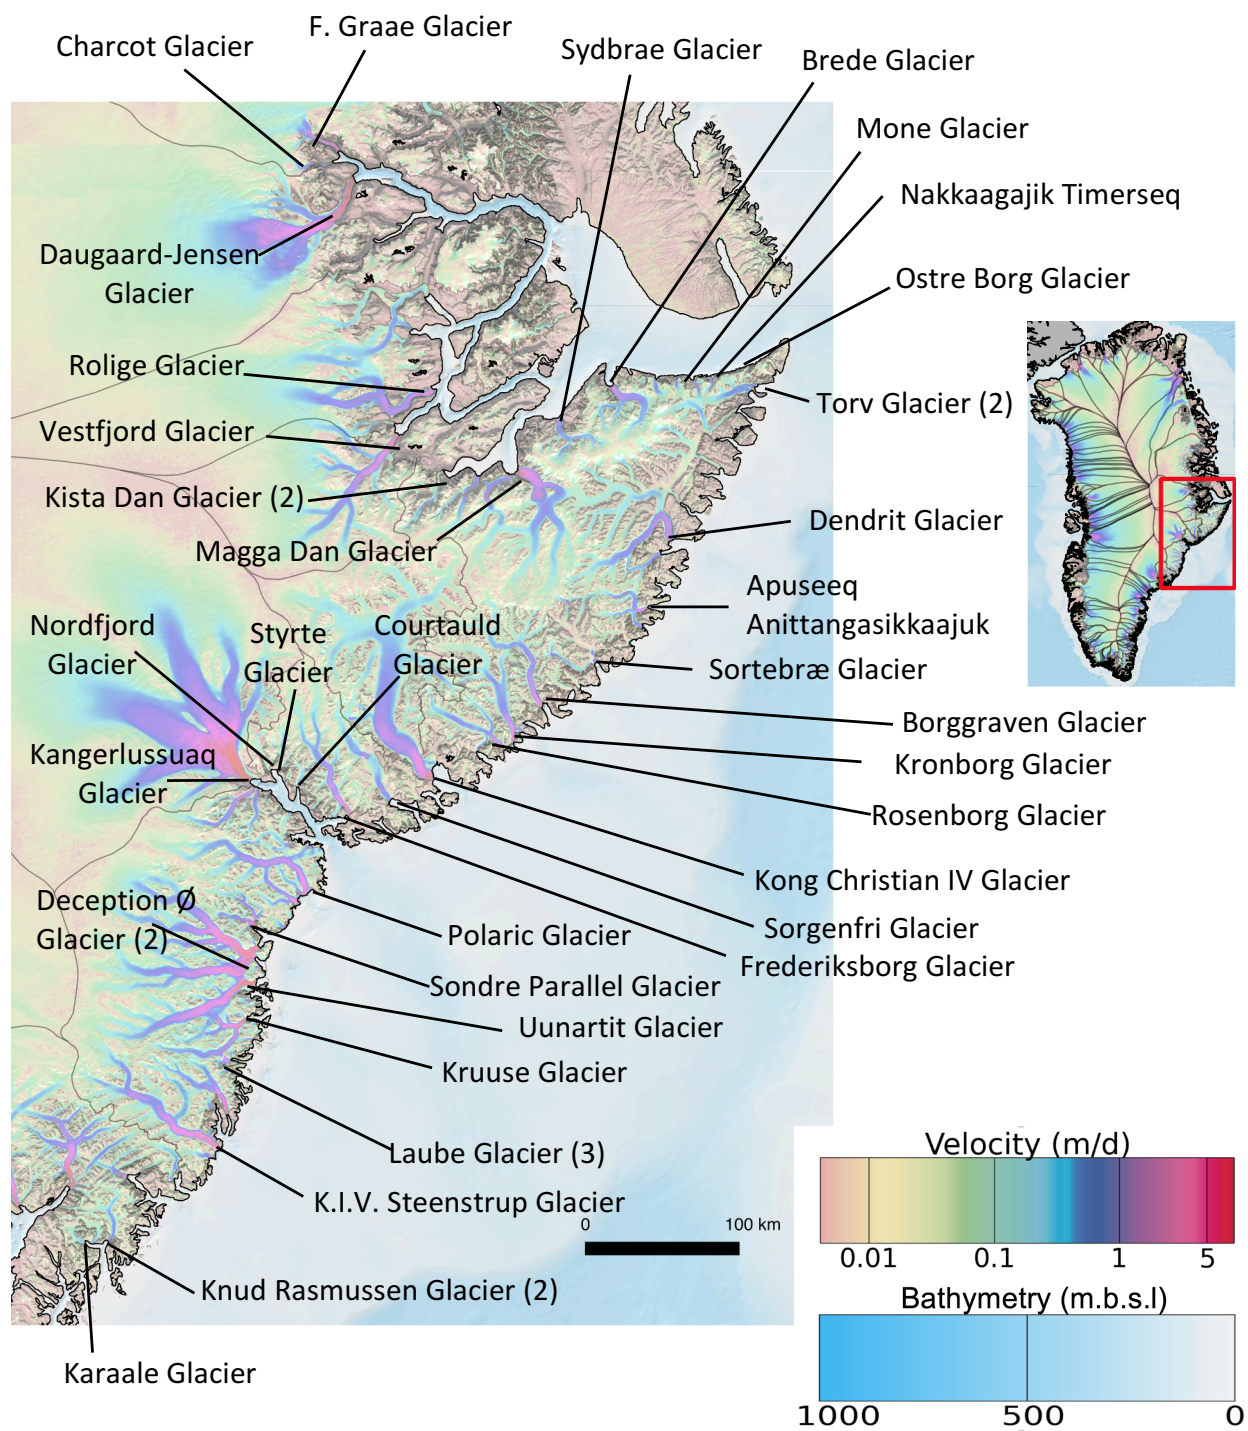 F. Graae Glacier
Charcot Glacier
Sydbrae Glacier
Brede Glacier
Mone Glacier
Nakkaagajik Timerseq
Daugaard-Jensen
Glacier
Ostre Borg Glacier
Rolige Glacier
Torv Glacier (2)
Vestfjord Glacier
Kista Dan Glacier (2)
Dendrit Glacier
Magga Dan Glacier
Apuseeq
Anittangasikkaajuk
Nordfjord
Glacier
Styrte
Glacier
Courtauld
Glacier
Sortebræ Glacier
Borggraven Glacier
Kangerlussuaq
Glacier
Kronborg Glacier
Rosenborg Glacier
Kong Christian IV Glacier
Deception Ø
Glacier (2)
Sorgenfri Glacier
Polaric Glacier
Frederiksborg Glacier
Sondre Parallel Glacier
Uunartit Glacier
Kruuse Glacier
Laube Glacier (3)
K.I.V. Steenstrup Glacier
0 100 km
Knud Rasmussen Glacier (2)
Karaale Glacier
Velocity (m/d)
0.01 0.1 1 5
Bathymetry (m.b.s.l)
1000 500 0